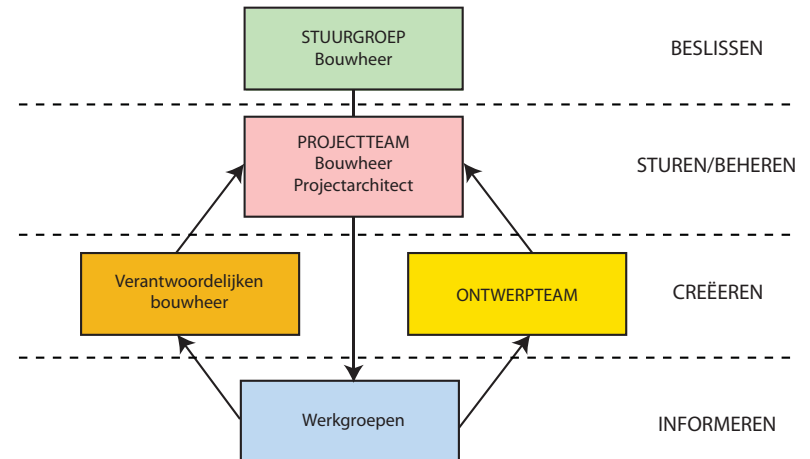 STUURGROEP
Bouwheer
BESLISSEN
PROJECTTEAM
Bouwheer
Projectarchitect
STUREN/BEHEREN
Verantwoordelijken
bouwheer
ONTWERPTEAM
CREËEREN
Werkgroepen
INFORMEREN